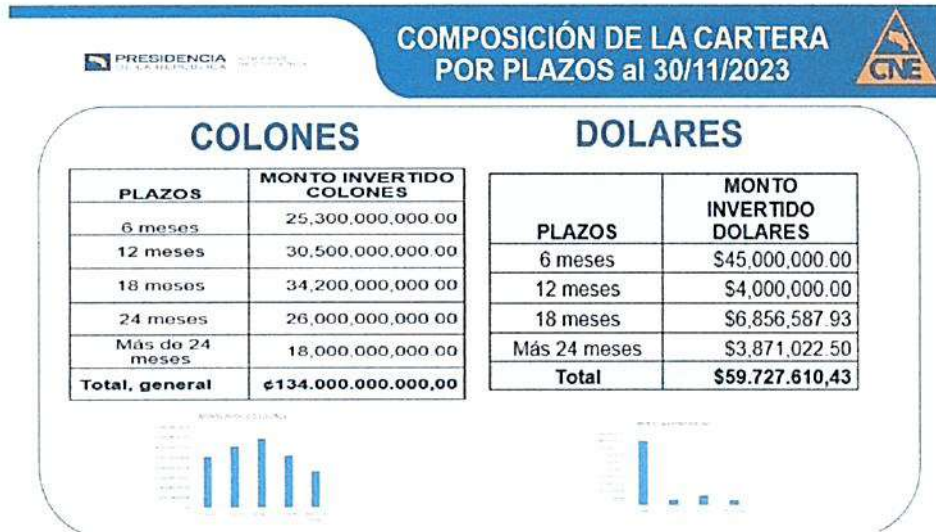 PRESIDENCIA
DE LA REPÚBLICA
COMPOSICIÓN DE LA CARTERA
POR PLAZOS al 30/11/2023
CNE
COLONES
PLAZOS MONTO INVERTIDO COLONES
6 meses 25,300,000,000.00
12 meses 30,500,000,000.00
18 meses 34,200,000,000.00
24 meses 26,000,000,000.00
Más de 24 meses 18,000,000,000.00
Total, general ¢134.000.000.000,00
DOLARES
PLAZOS MONTO INVERTIDO DOLARES
6 meses $45,000,000.00
12 meses $4,000,000.00
18 meses $6,856,587.93
Más 24 meses $3,871,022.50
Total $59.727.610,43